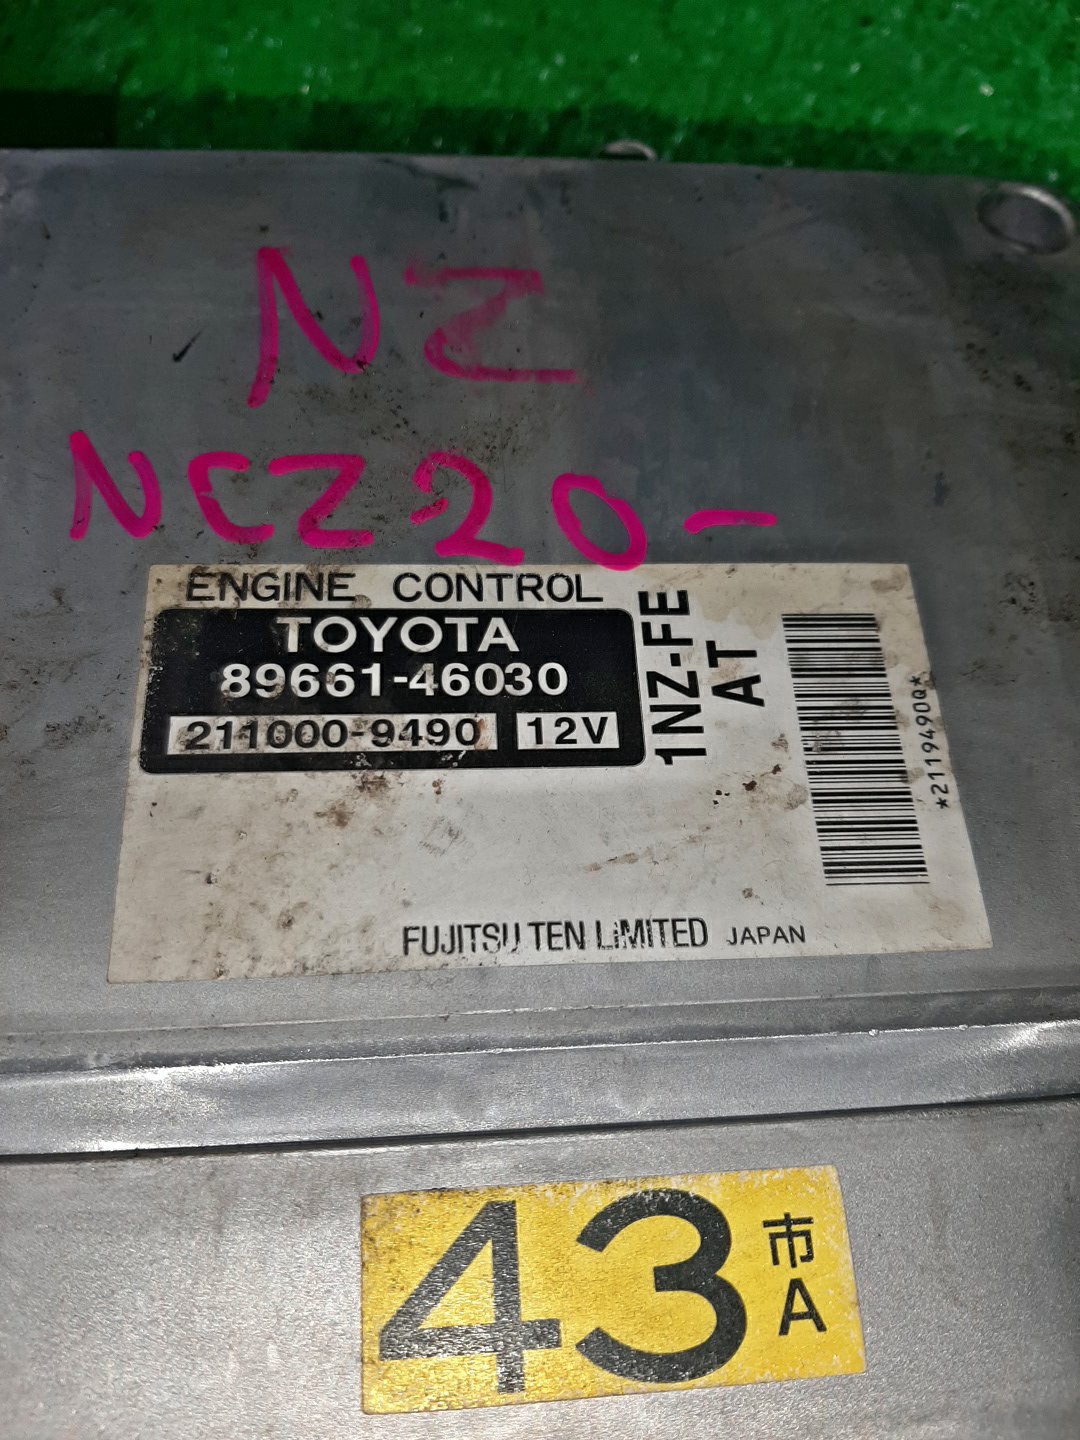 NZ
NCZ20-
ENGINE CONTROL
TOYOTA
89661-46030
211000-9490 12V
1NZ-FE
AT
*2119490Q*
FUJITSU TEN LIMITED JAPAN
43
市
A